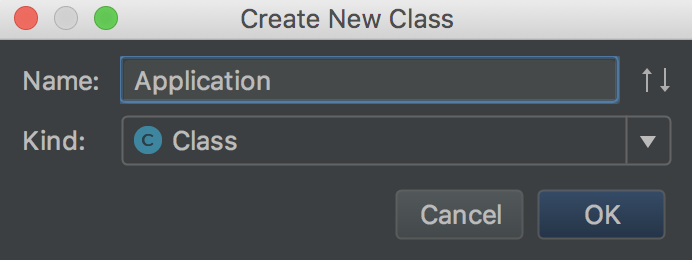 Create New Class
Name: Application
Kind: C Class
Cancel OK